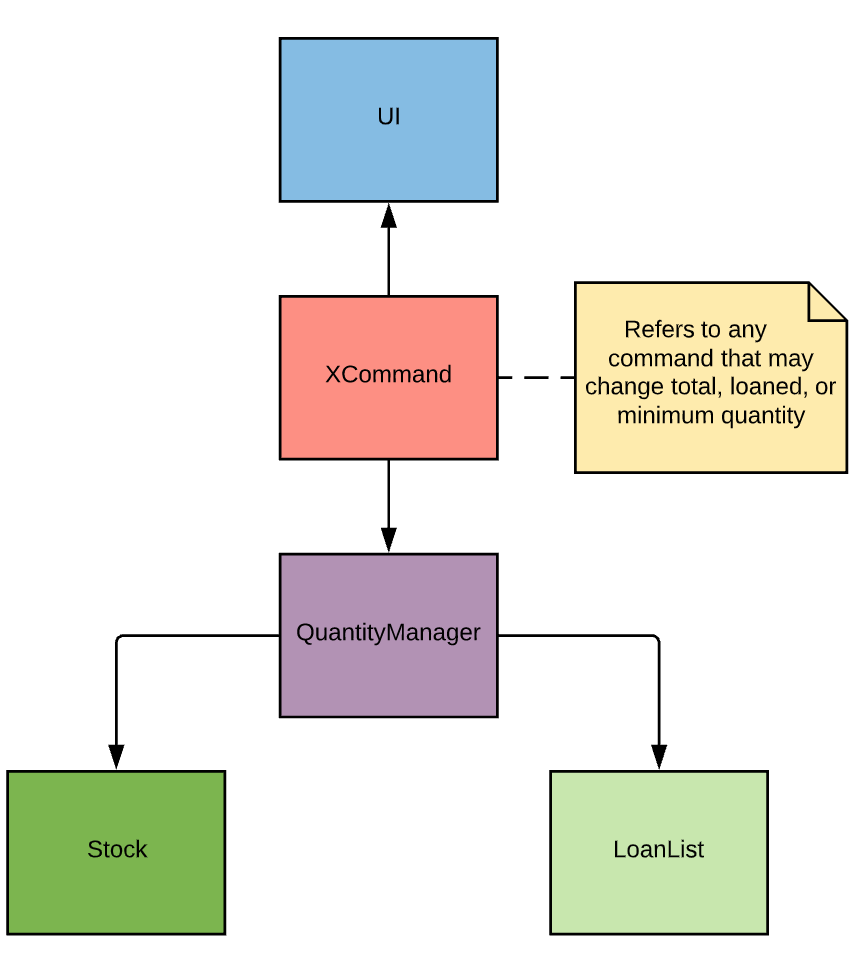 UI
XCommand
Refers to any
command that may
change total, loaned, or
minimum quantity
QuantityManager
Stock
LoanList